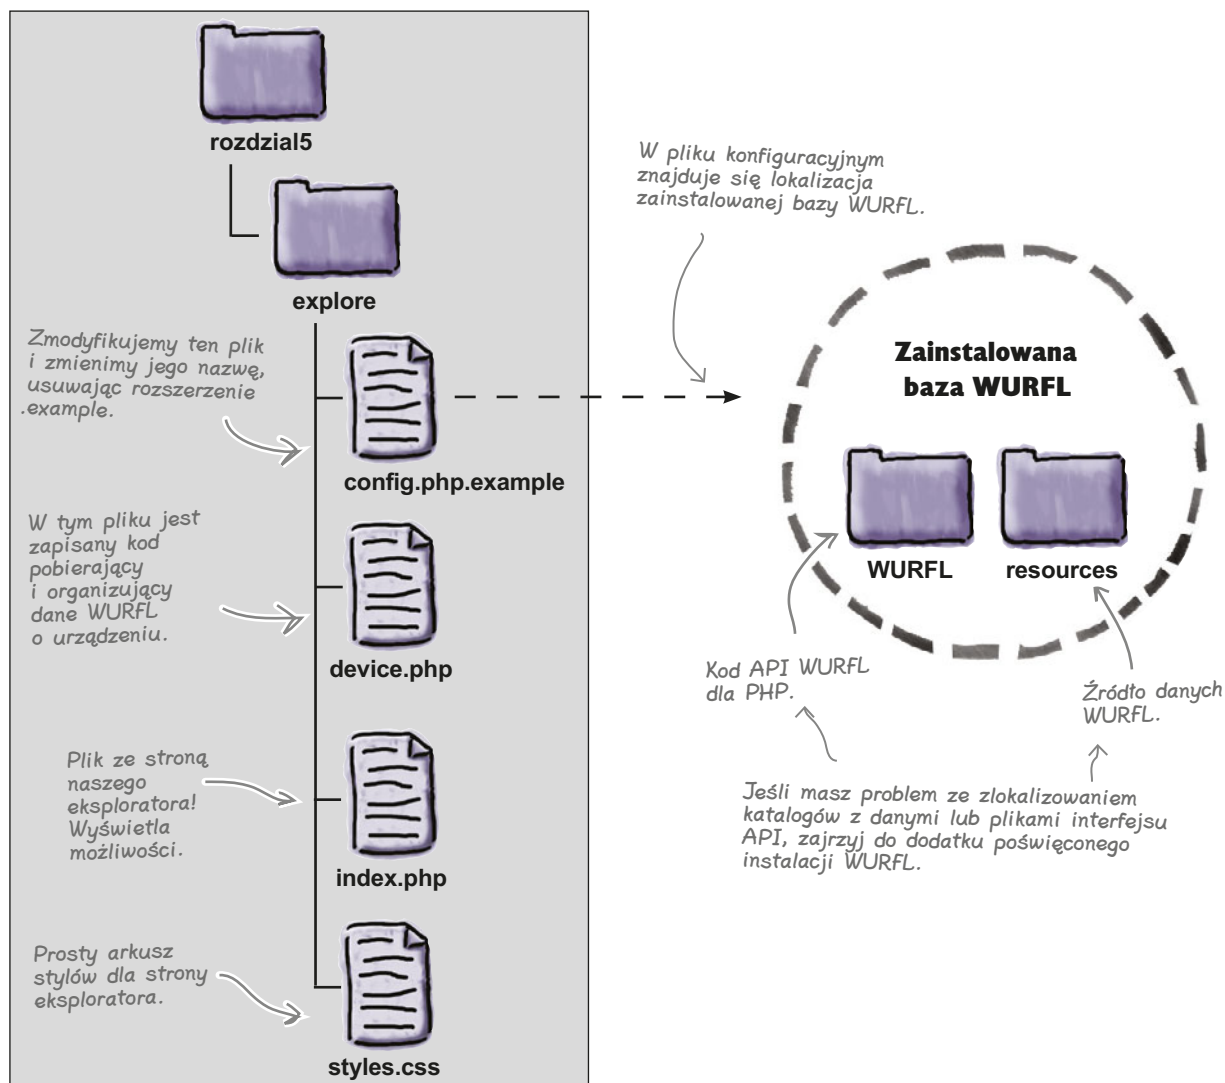 rozdzial5
explore
Zmodyfikujemy ten plik
i zmienimy jego nazwę,
usuwając rozszerzenie
.example.
config.php.example
W tym pliku jest
zapisany kod
pobierający
i organizujący
dane WURFL
o urządzeniu.
device.php
Plik ze stroną
naszego
eksploratora!
Wyświetla
możliwości.
index.php
Prosty arkusz
stylów dla strony
eksploratora.
styles.css
W pliku konfiguracyjnym
znajduje się lokalizacja
zainstalowanej bazy WURFL.
Zainstalowana
baza WURFL
WURFL
resources
Kod API WURFL
dla PHP.
Źródło danych
WURFL.
Jeśli masz problem ze zlokalizowaniem
katalogów z danymi lub plikami interfejsu
API, zajrzyj do dodatku poświęconego
instalacji WURFL.